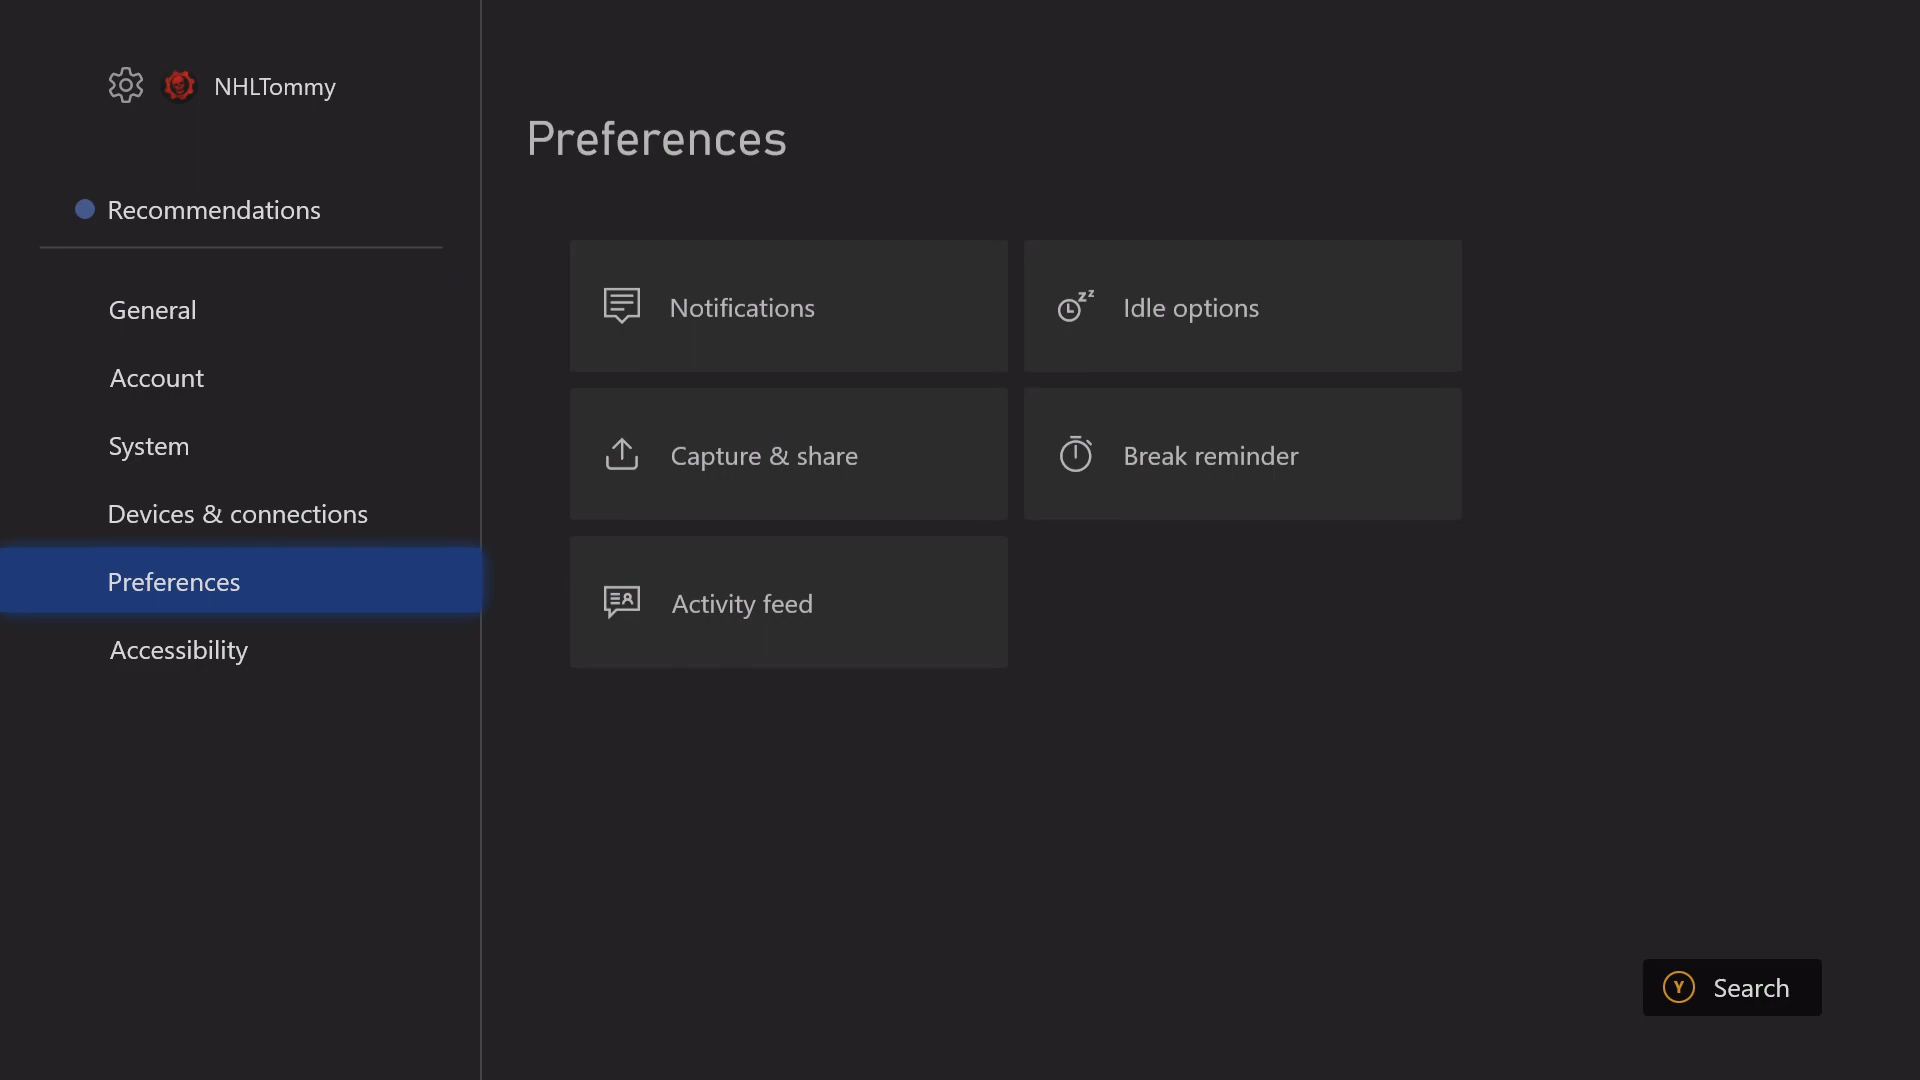 NHLTommy
Recommendations
General
Account
System
Devices & connections
Preferences
Accessibility
Preferences
Notifications
Idle options
Capture & share
Break reminder
Activity feed
Y Search